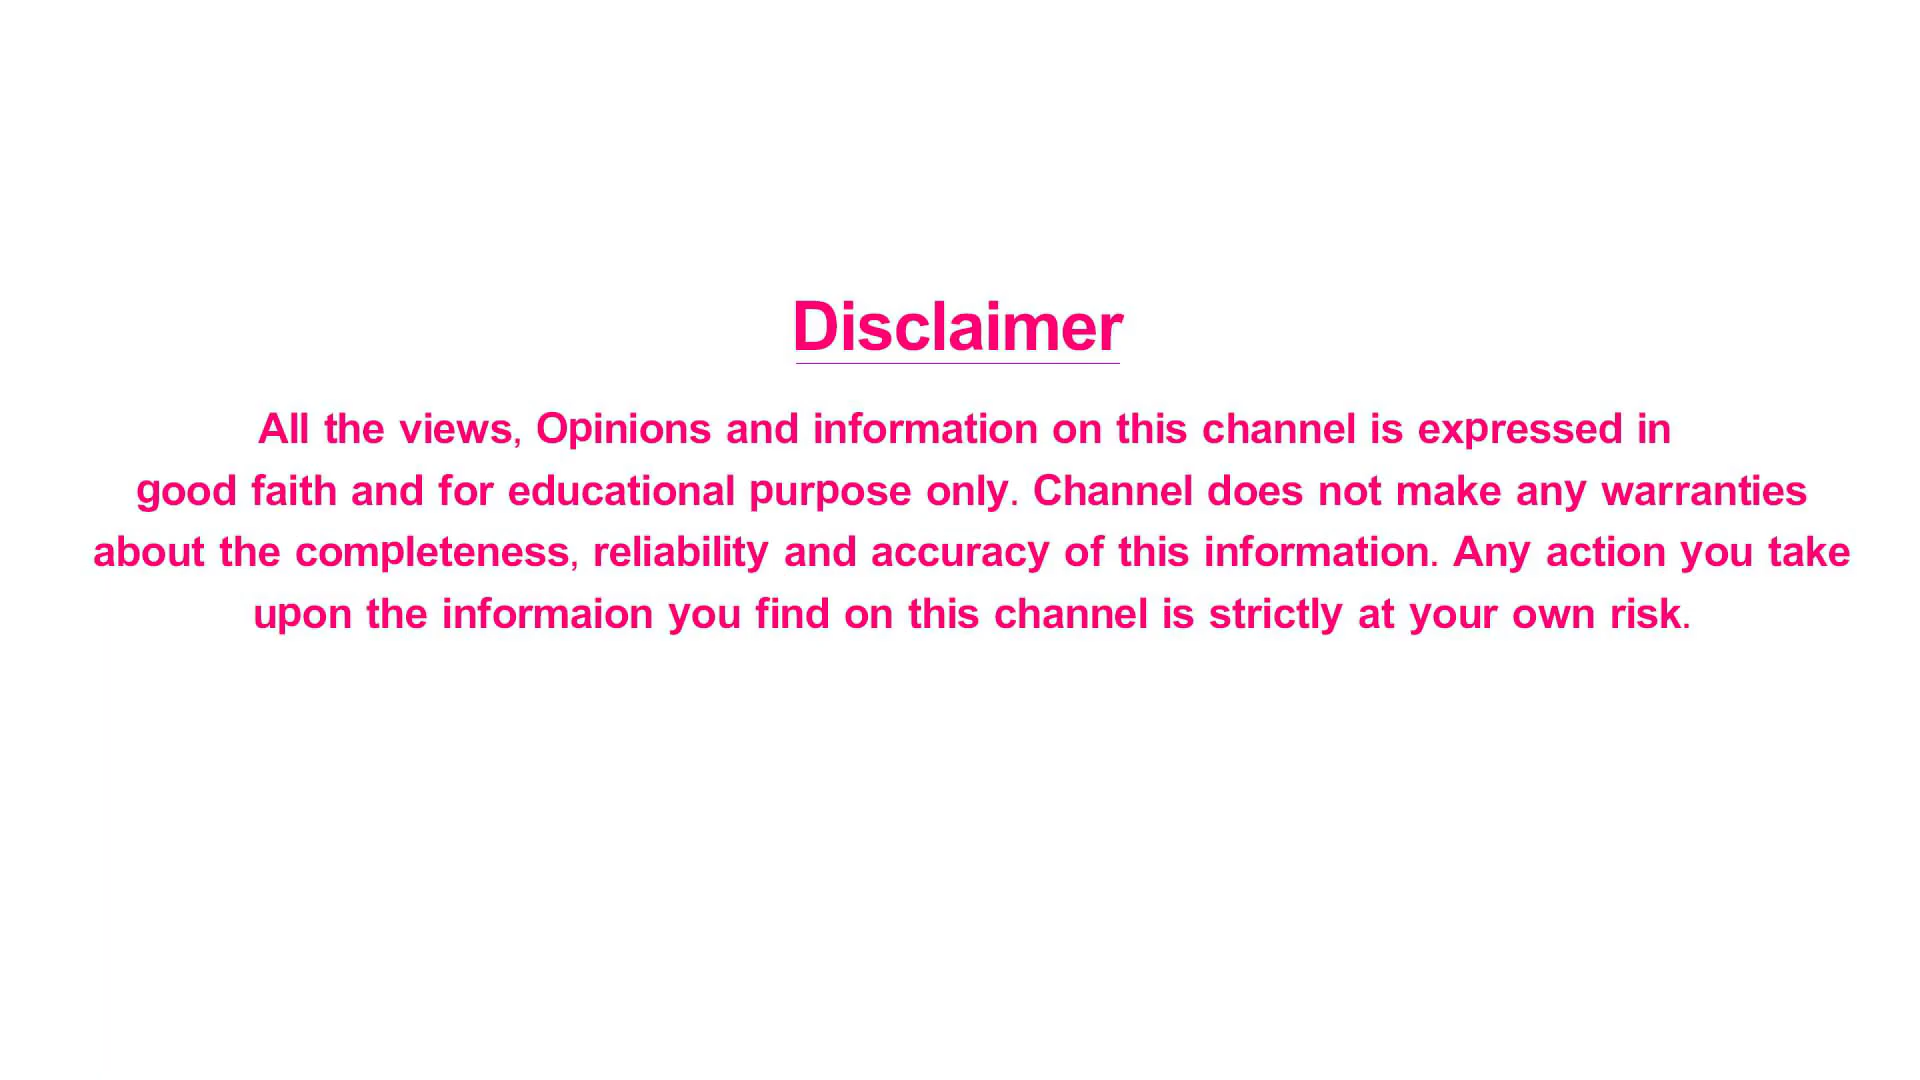 Disclaimer
All the views, Opinions and information on this channel is expressed in
good faith and for educational purpose only. Channel does not make any warranties
about the completeness, reliability and accuracy of this information. Any action you take
upon the informaion you find on this channel is strictly at your own risk.